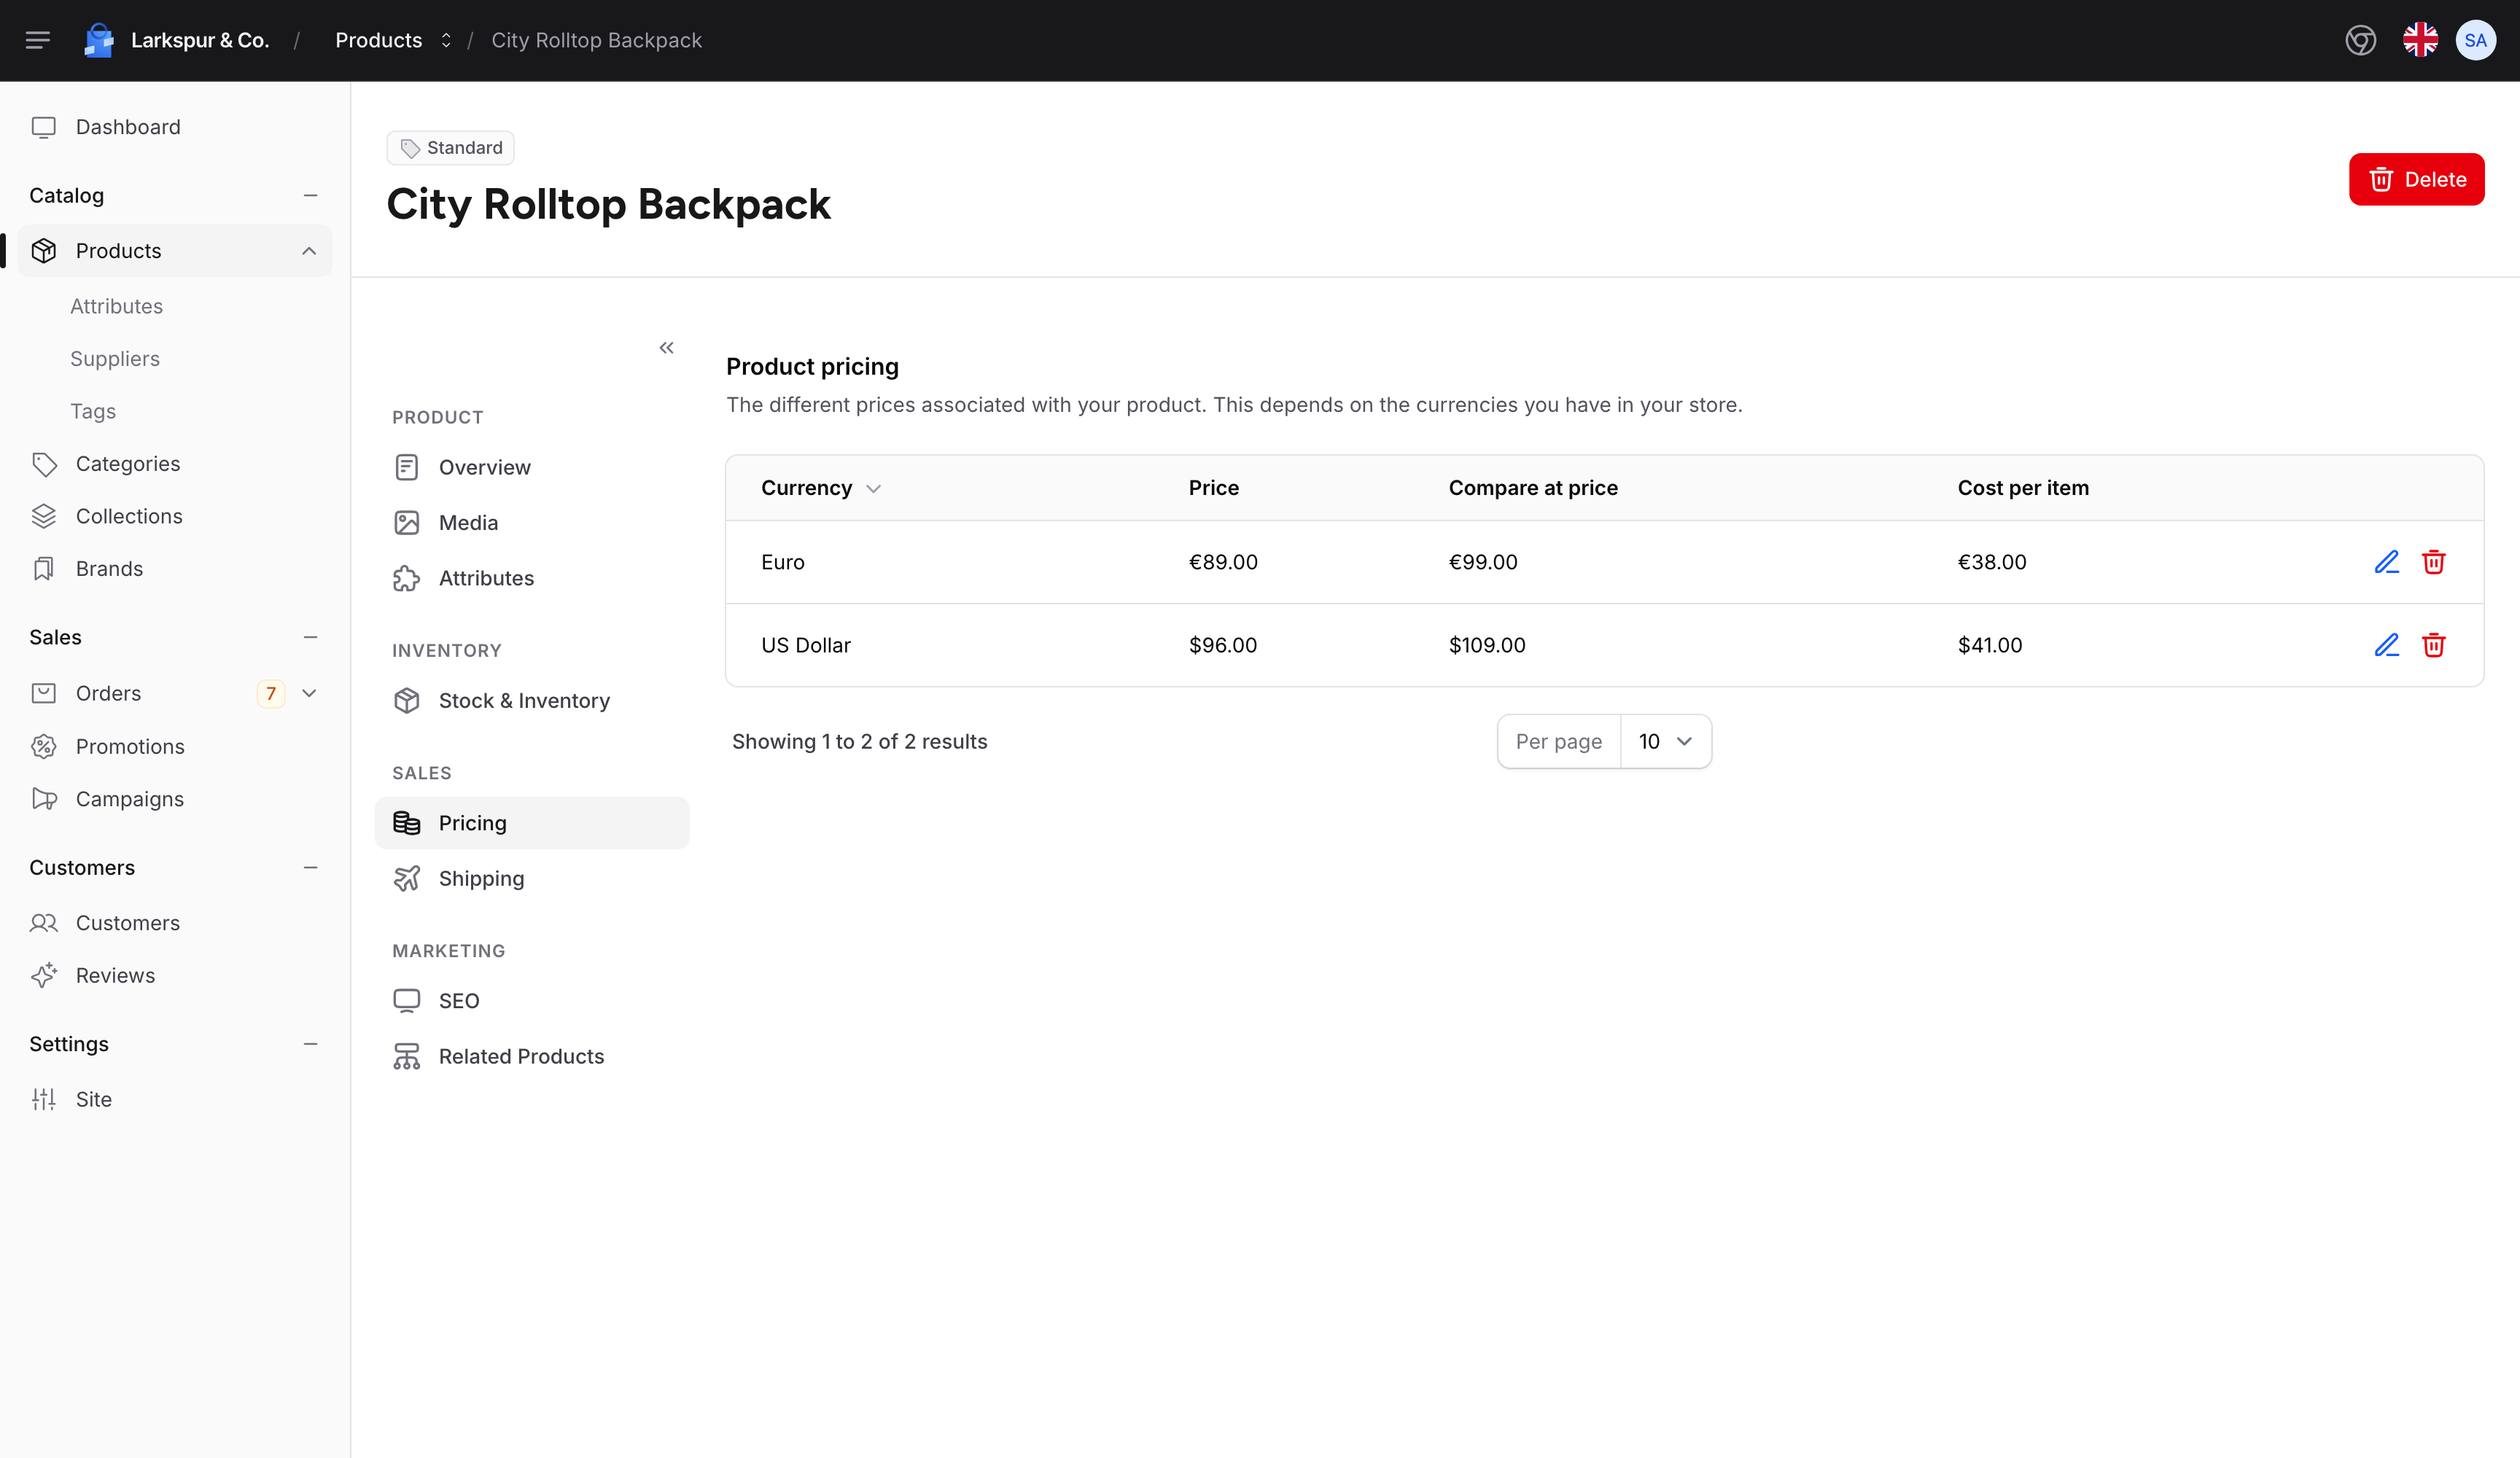 Larkspur & Co. / Products / City Rolltop Backpack
SA
Dashboard
Catalog
Products
Attributes
Suppliers
Tags
Categories
Collections
Brands
Sales
Orders 7
Promotions
Campaigns
Customers
Customers
Reviews
Settings
Site
Standard
City Rolltop Backpack
Delete
PRODUCT
Overview
Media
Attributes
INVENTORY
Stock & Inventory
SALES
Pricing
Shipping
MARKETING
SEO
Related Products
Product pricing
The different prices associated with your product. This depends on the currencies you have in your store.
Currency Price Compare at price Cost per item
Euro €89.00 €99.00 €38.00
US Dollar $96.00 $109.00 $41.00
Showing 1 to 2 of 2 results
Per page 10